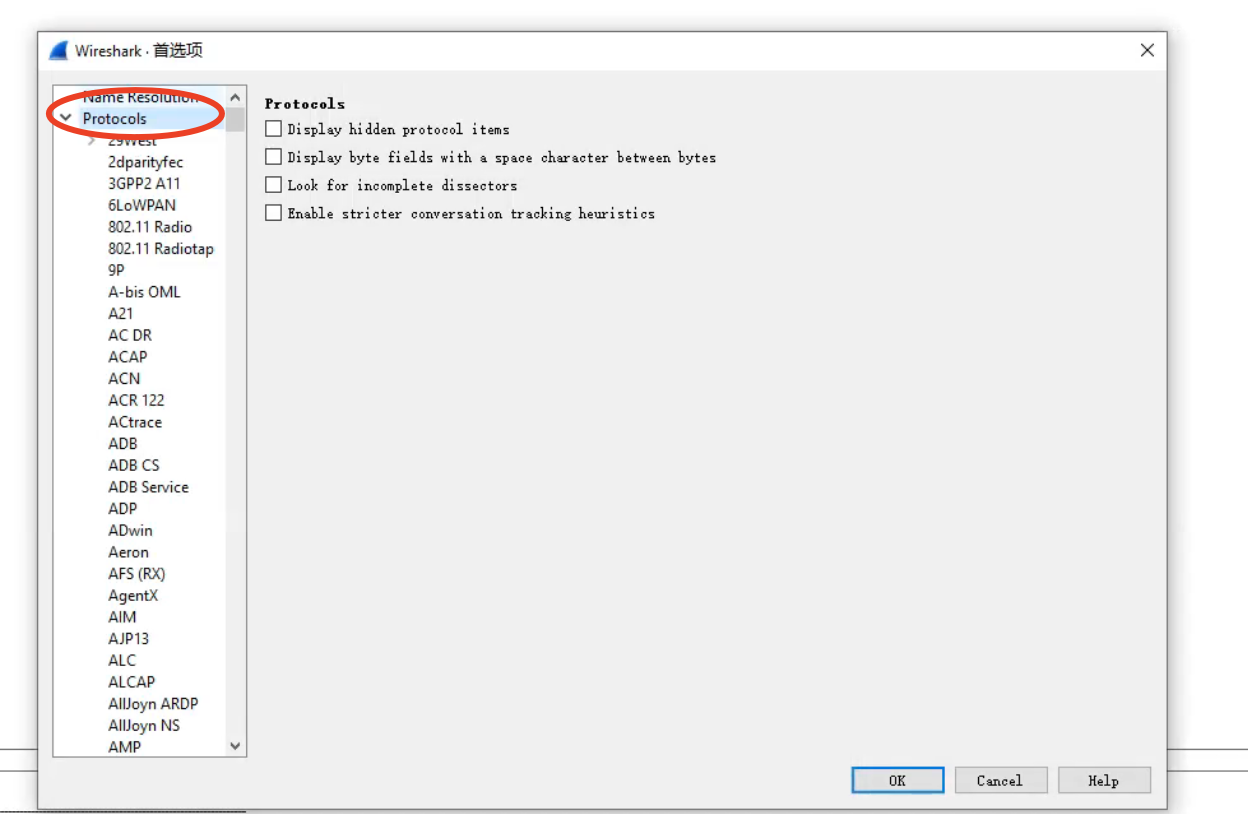 Wireshark · 首选项
Name Resolution
Protocols
29West
2dparityfec
3GPP2 A11
6LoWPAN
802.11 Radio
802.11 Radiotap
9P
A-bis OML
A21
AC DR
ACAP
ACN
ACR 122
ACtrace
ADB
ADB CS
ADB Service
ADP
ADwin
Aeron
AFS (RX)
AgentX
AIM
AJP13
ALC
ALCAP
AllJoyn ARDP
AllJoyn NS
AMP
Protocols
Display hidden protocol items
Display byte fields with a space character between bytes
Look for incomplete dissectors
Enable stricter conversation tracking heuristics
OK
Cancel
Help